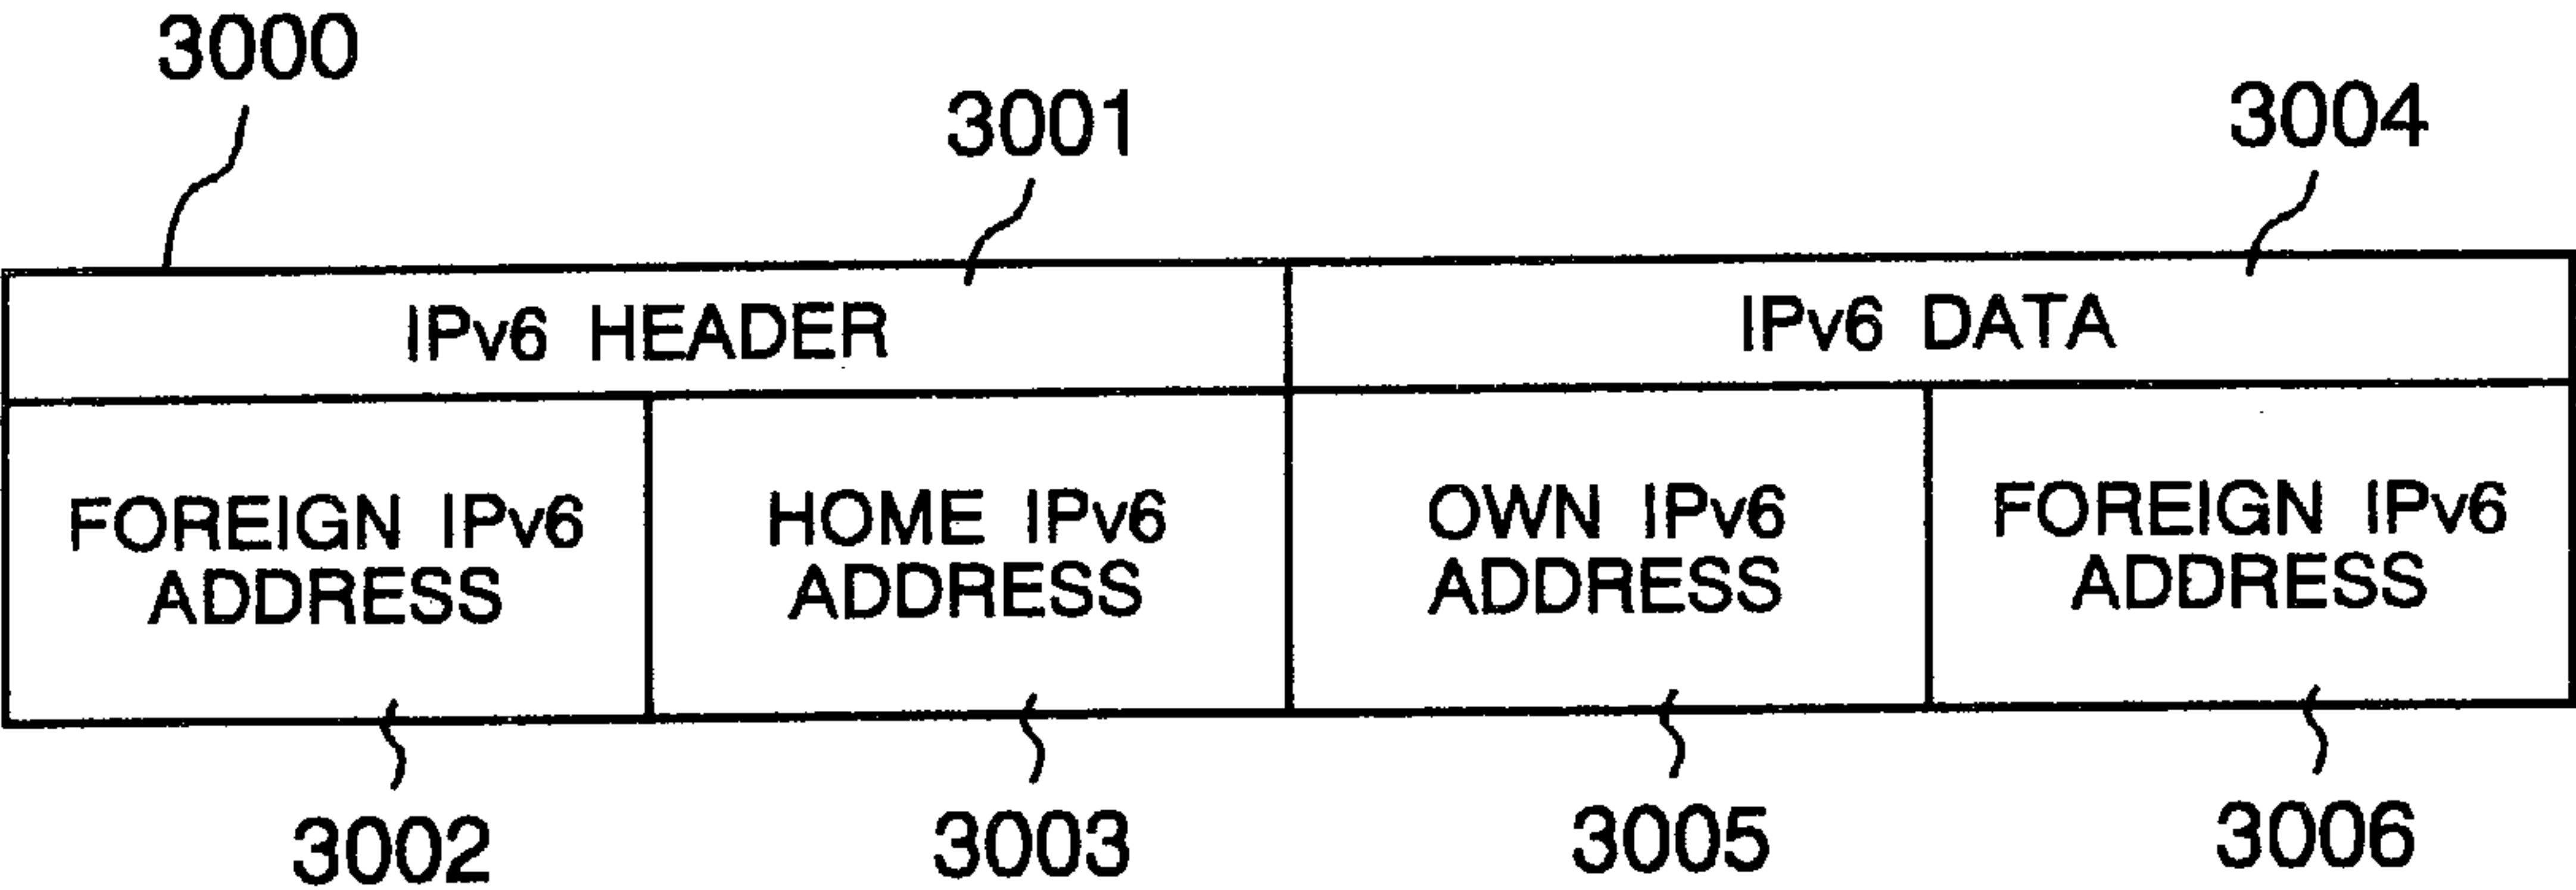 3000
3001
3004
IPv6 HEADER
IPv6 DATA
FOREIGN IPv6
ADDRESS
HOME IPv6
ADDRESS
OWN IPv6
ADDRESS
FOREIGN IPv6
ADDRESS
3002
3003
3005
3006